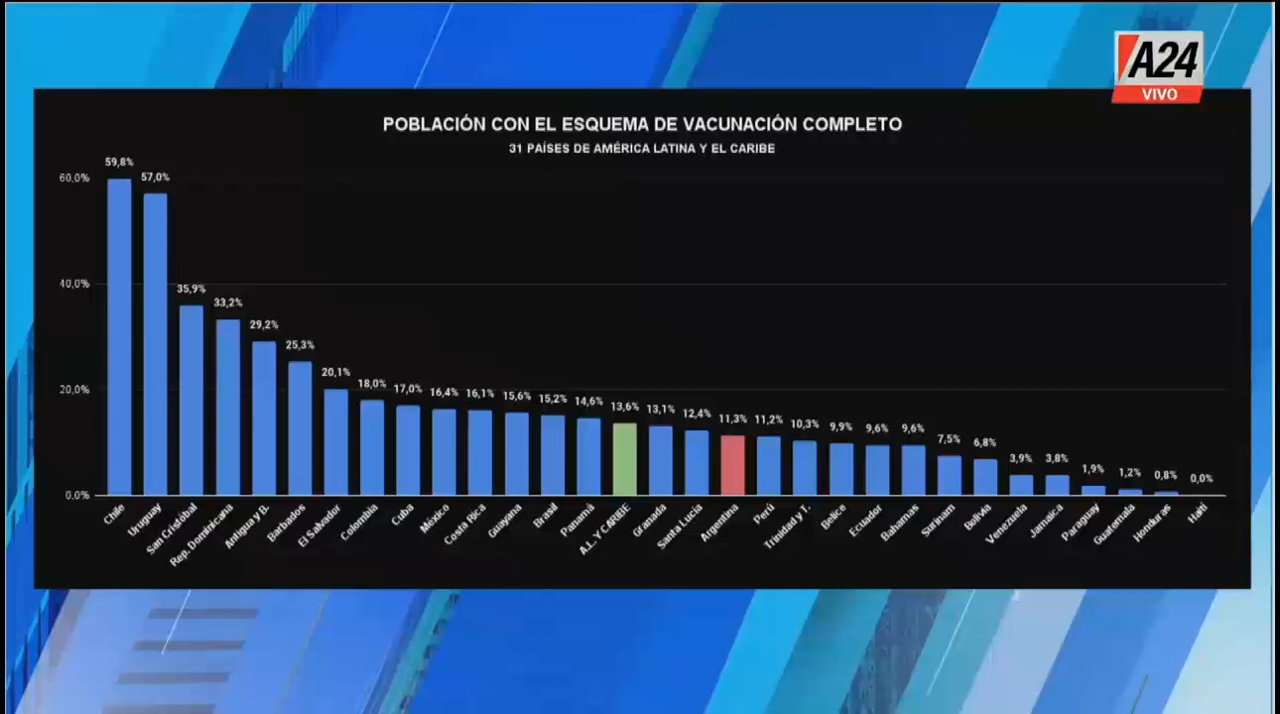 A24
VIVO
POBLACIÓN CON EL ESQUEMA DE VACUNACIÓN COMPLETO
31 PAÍSES DE AMÉRICA LATINA Y EL CARIBE
60,0%
40,0%
20,0%
0,0%
59,8%
57,0%
35,9%
33,2%
29,2%
25,3%
20,1%
18,0%
17,0%
16,4%
16,1%
15,6%
15,2%
14,6%
13,6%
13,1%
12,4%
11,3%
11,2%
10,3%
9,9%
9,6%
9,6%
7,5%
6,8%
3,9%
3,8%
1,9%
1,2%
0,8%
0,0%
Chile
Uruguay
San Cristóbal
Rep. Dominicana
Antigua y B.
Barbados
El Salvador
Colombia
Cuba
México
Costa Rica
Guayana
Brasil
Panamá
A.L. Y CARIBE
Granada
Santa Lucía
Argentina
Perú
Trinidad y T.
Belice
Ecuador
Bahamas
Surinam
Bolivia
Venezuela
Jamaica
Paraguay
Guatemala
Honduras
Haití